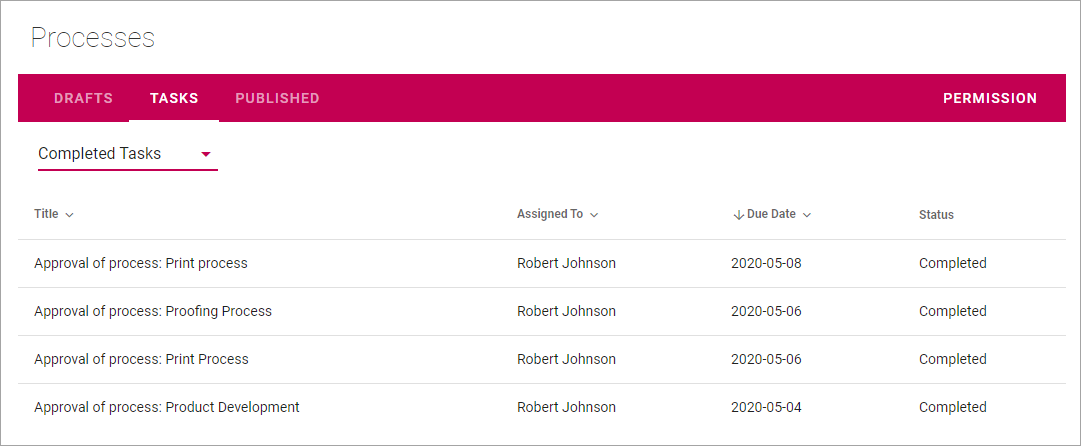 Processes
DRAFTS TASKS PUBLISHED PERMISSION
Completed Tasks
Title Assigned To Due Date Status
Approval of process: Print process Robert Johnson 2020-05-08 Completed
Approval of process: Proofing Process Robert Johnson 2020-05-06 Completed
Approval of process: Print Process Robert Johnson 2020-05-06 Completed
Approval of process: Product Development Robert Johnson 2020-05-04 Completed